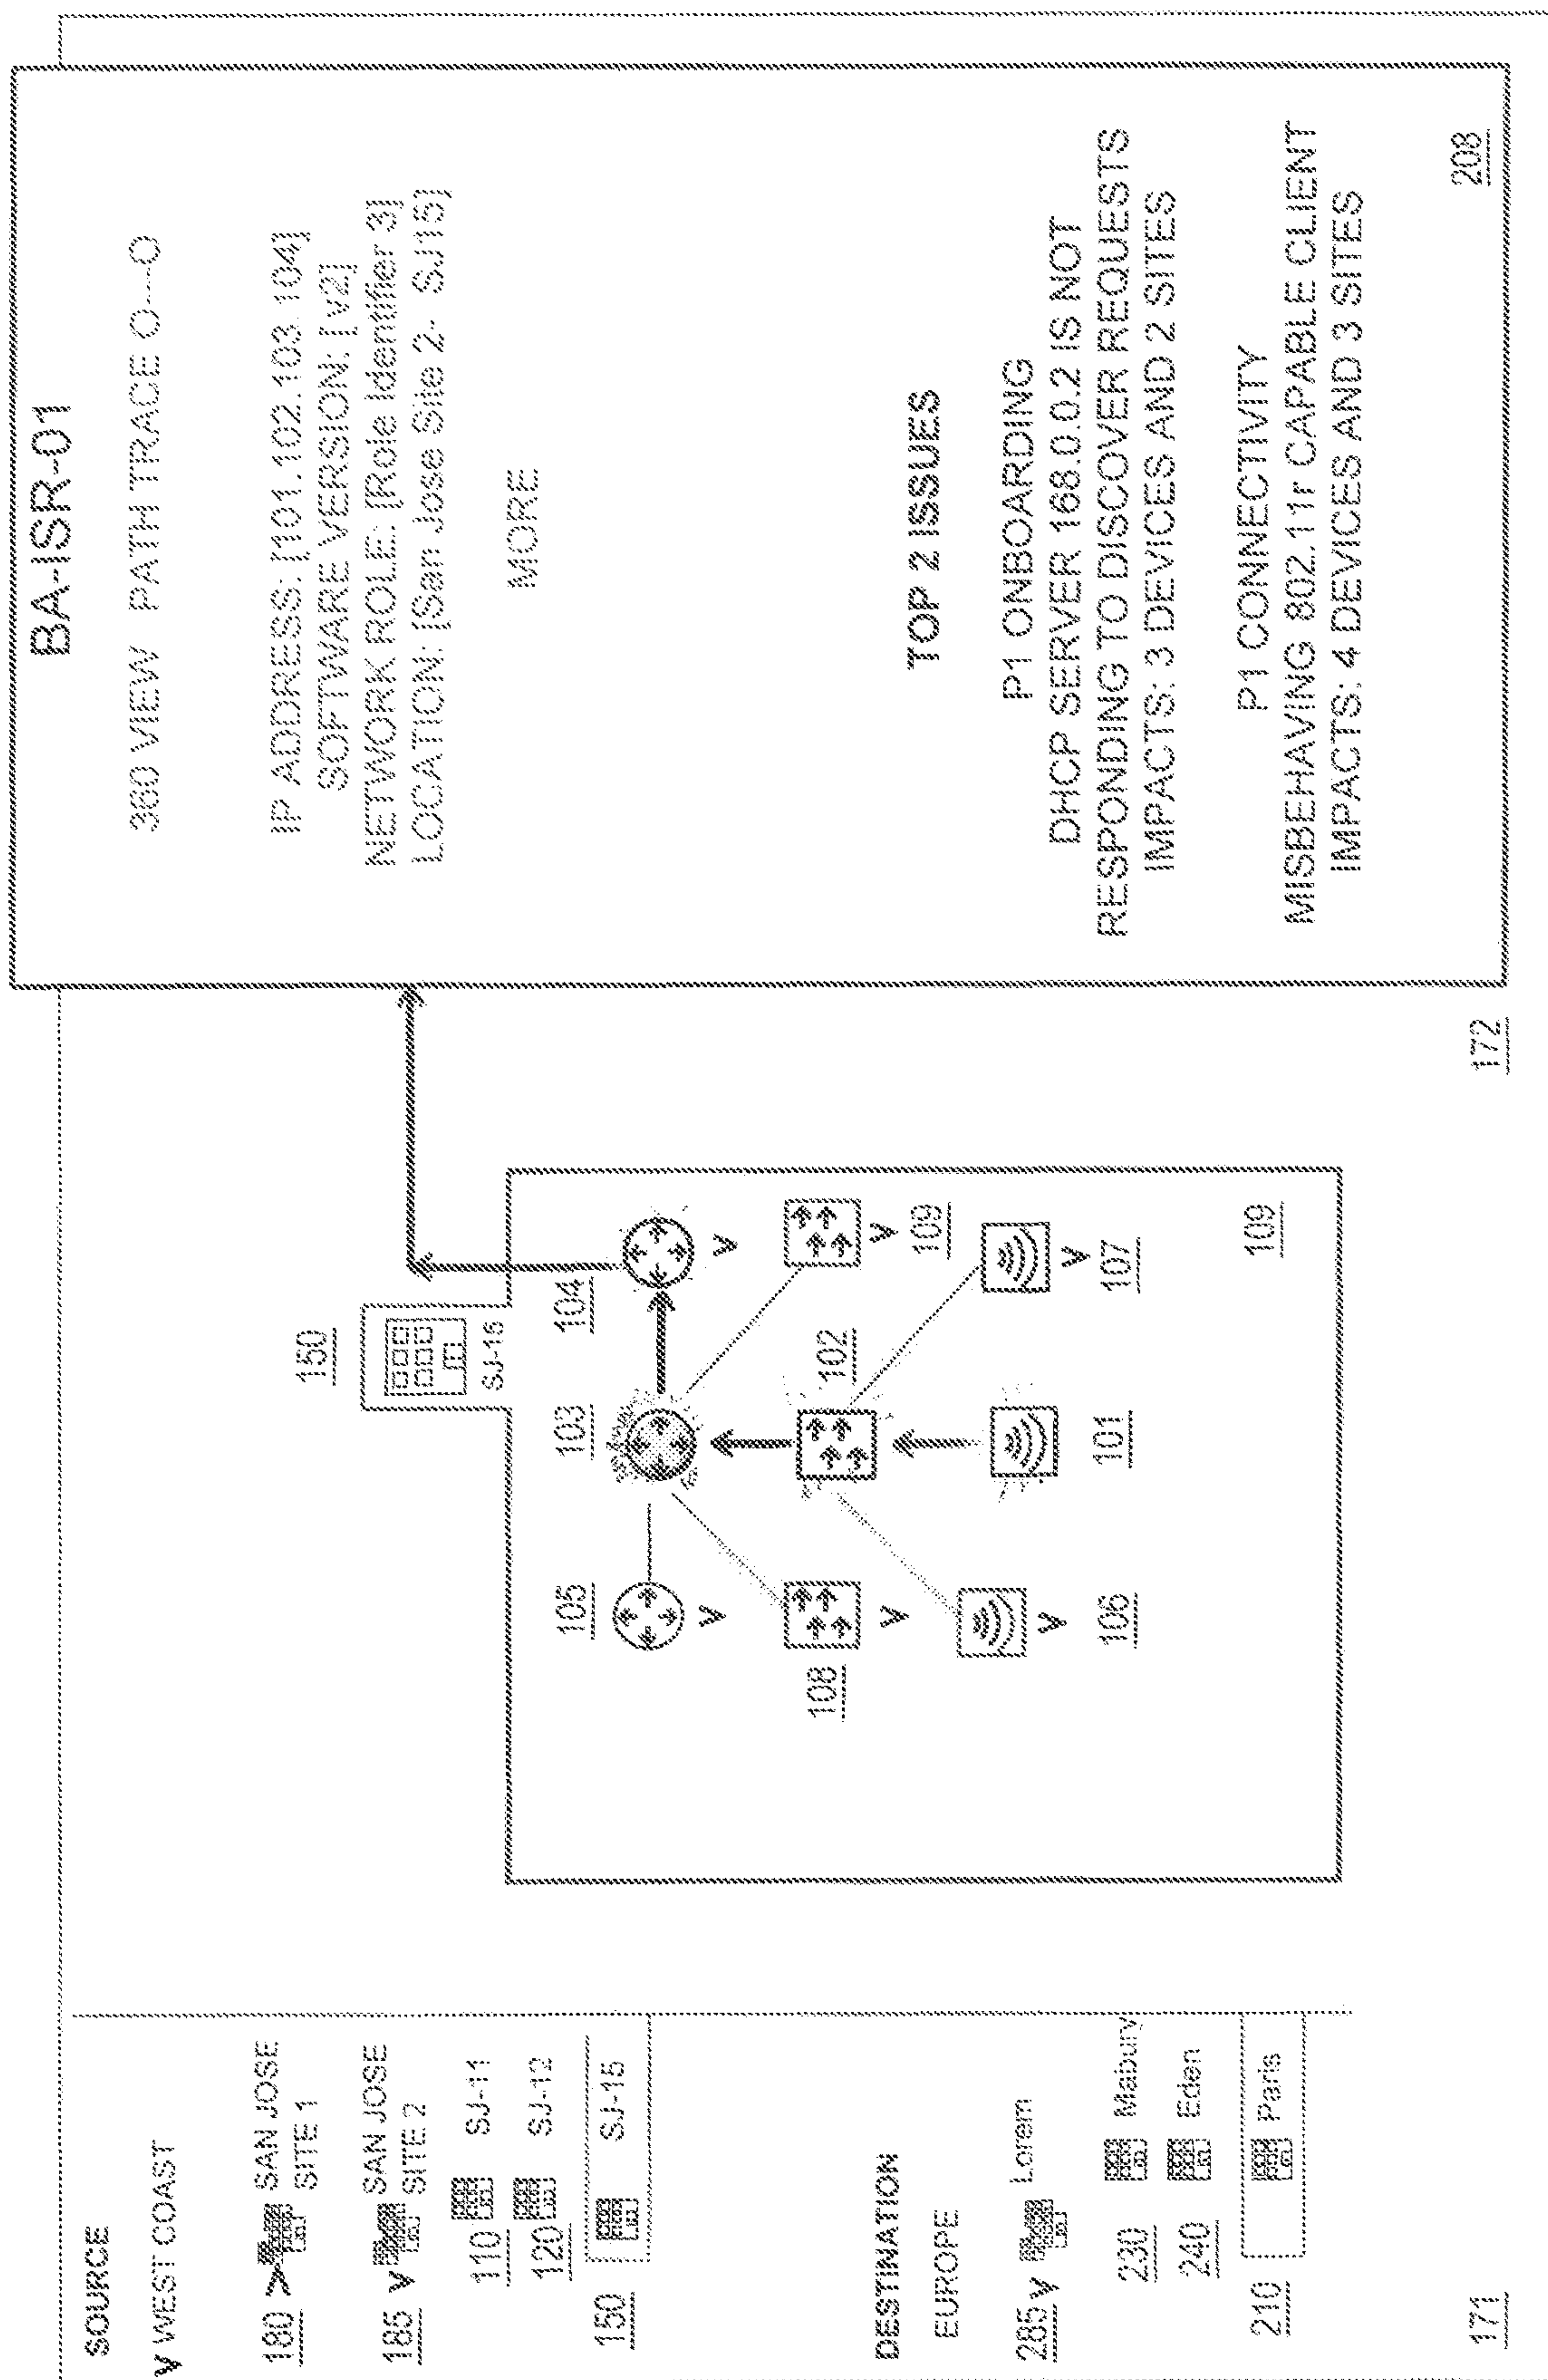 SOURCE
v WEST COAST
180 > SAN JOSE
SITE 1
185 v SAN JOSE
SITE 2
110 SJ-11
120 SJ-12
150 SJ-15
DESTINATION
EUROPE
285 v Lorem
230 Mabury
240 Eden
210 Paris
171
150
SJ-15
105
103
104
v
v
108
102
v
v
109
v
v
106
101
107
109
172
BA-ISR-01
360 VIEW PATH TRACE O---O
IP ADDRESS: [101.102.103.104]
SOFTWARE VERSION: [v2]
NETWORK ROLE: [Role Identifier 3]
LOCATION: [San Jose Site 2- SJ15]
MORE
TOP 2 ISSUES
P1 ONBOARDING
DHCP SERVER 168.0.0.2 IS NOT
RESPONDING TO DISCOVER REQUESTS
IMPACTS: 3 DEVICES AND 2 SITES
P1 CONNECTIVITY
MISBEHAVING 802.11r CAPABLE CLIENT
IMPACTS: 4 DEVICES AND 3 SITES
208